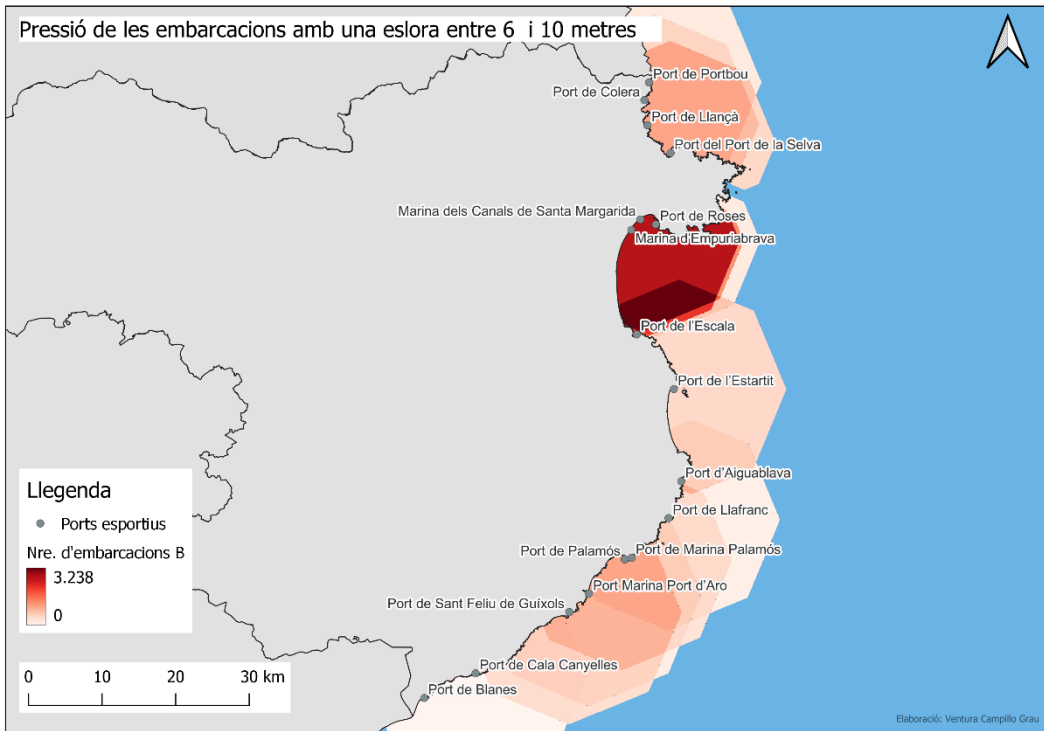 Pressió de les embarcacions amb una eslora entre 6 i 10 metres
Port de Portbou
Port de Colera
Port de Llançà
Port del Port de la Selva
Marina dels Canals de Santa Margarida
Port de Roses
Marina d'Empuriabrava
Port de l'Escala
Port de l'Estartit
Port d'Aiguablava
Port de Llafranc
Port de Palamós
Port de Marina Palamós
Port Marina Port d'Aro
Port de Sant Feliu de Guíxols
Port de Cala Canyelles
Port de Blanes
Llegenda
Ports esportius
Nre. d'embarcacions B
3.238
0
0 10 20 30 km
Elaboració: Ventura Campillo Grau